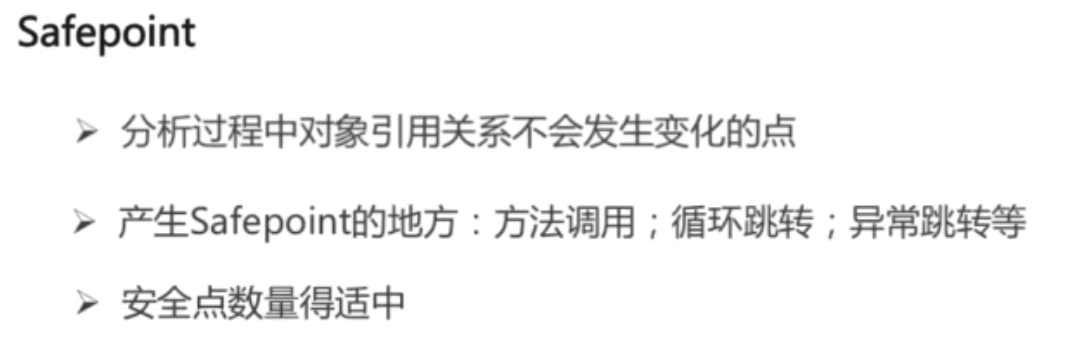 Safepoint
➢ 分析过程中对象引用关系不会发生变化的点
➢ 产生Safepoint的地方：方法调用；循环跳转；异常跳转等
➢ 安全点数量得适中